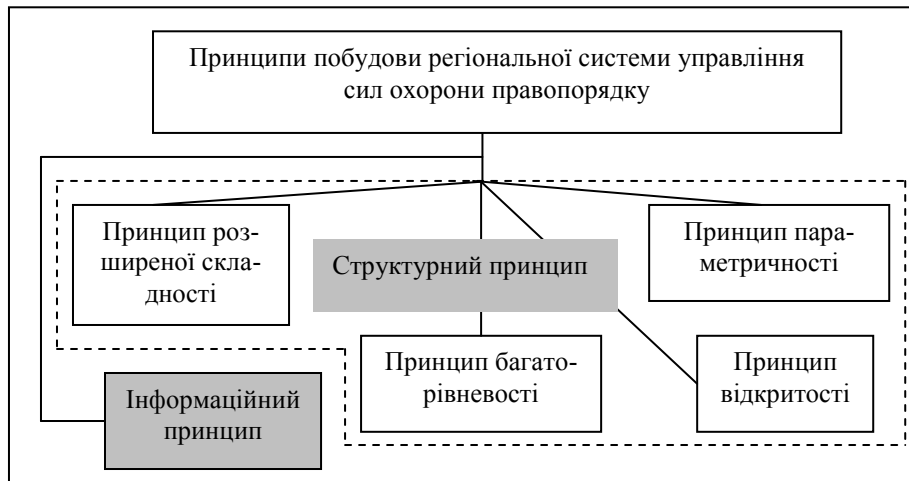 Принципи побудови регіональної системи управління
сил охорони правопорядку
Принцип роз-
ширеної скла-
дності
Структурний принцип
Принцип пара-
метричності
Принцип багато-
рівневості
Принцип
відкритості
Інформаційний
принцип